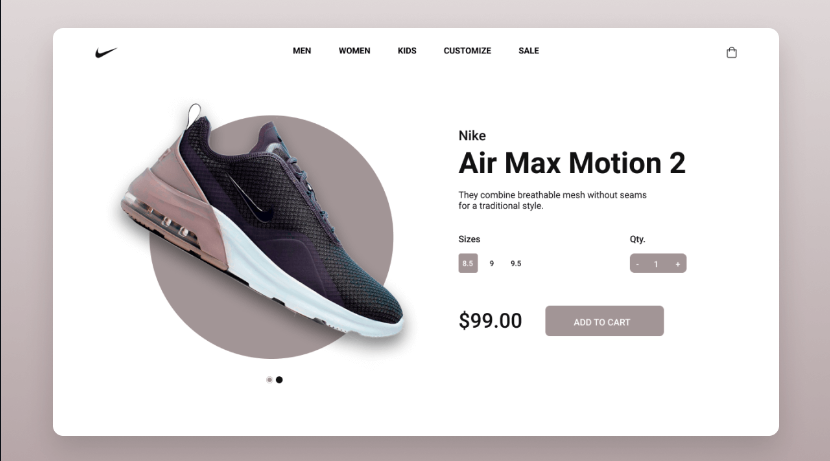 MEN WOMEN KIDS CUSTOMIZE SALE
Nike
Air Max Motion 2
They combine breathable mesh without seams
for a traditional style.
Sizes
8.5 9 9.5
Qty.
- 1 +
$99.00
ADD TO CART